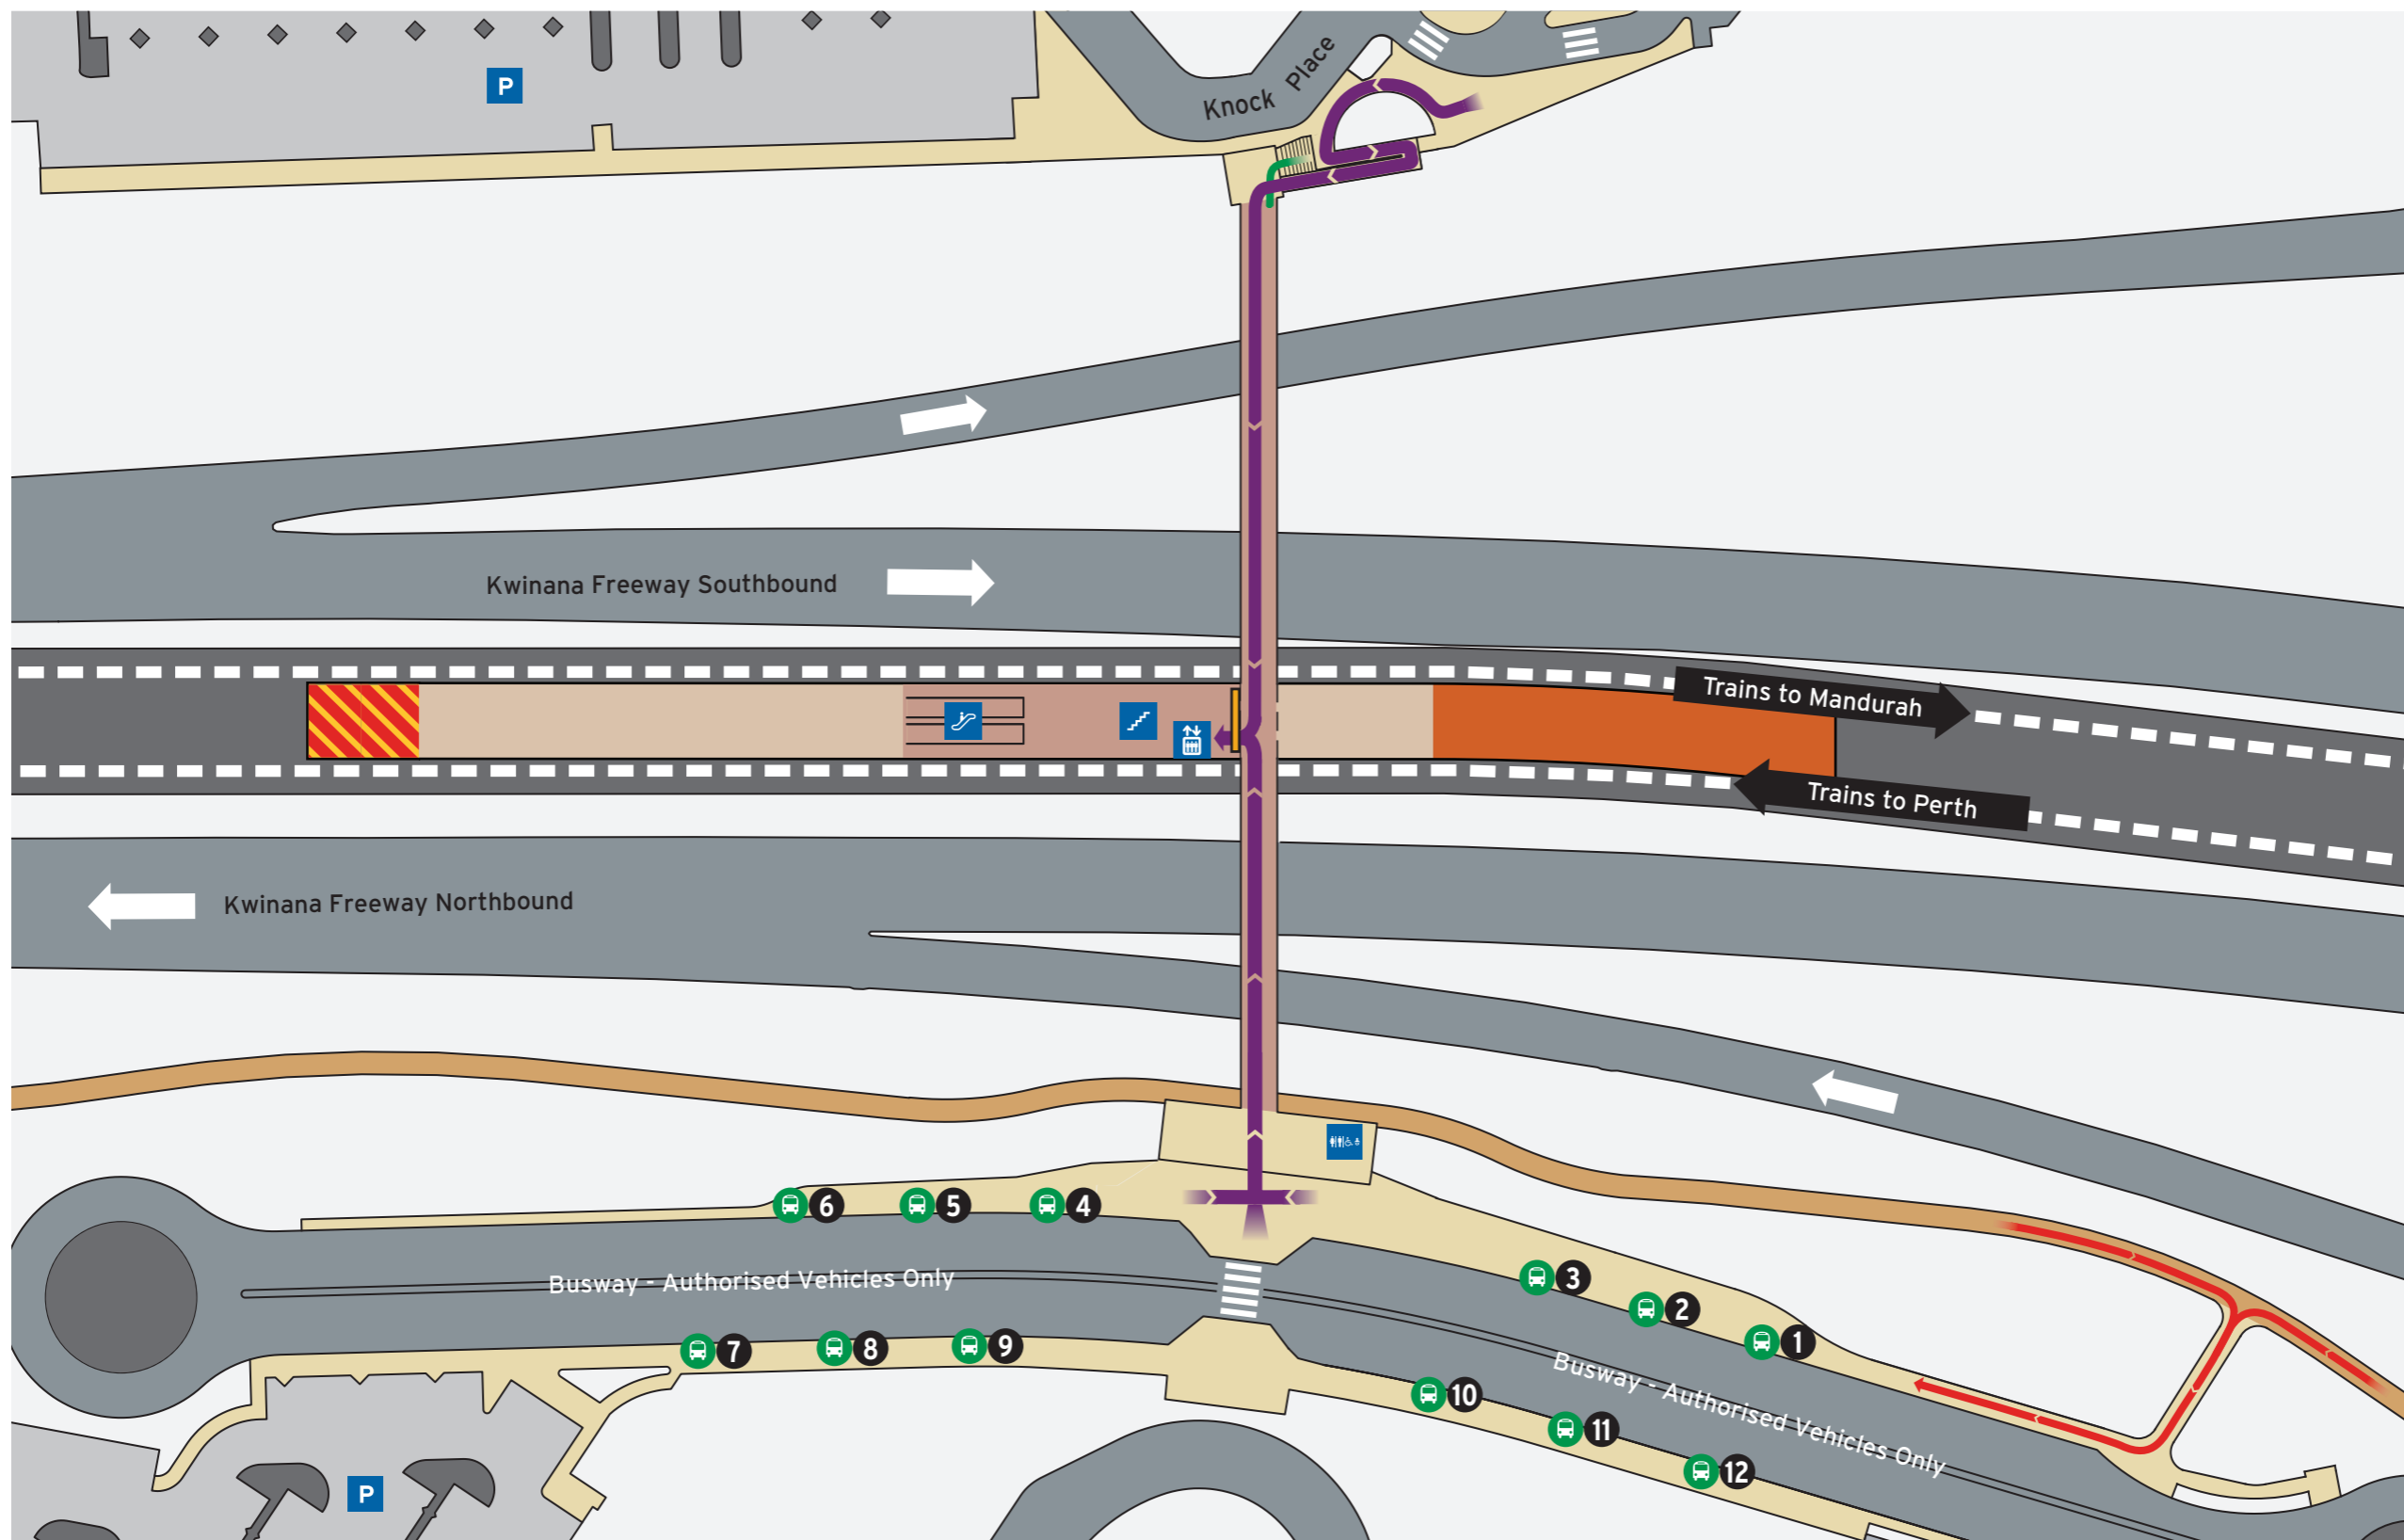 P
Knock Place
Kwinana Freeway Southbound
Trains to Mandurah
Trains to Perth
Kwinana Freeway Northbound
6
5
4
Busway - Authorised Vehicles Only
3
2
1
7
8
9
Busway - Authorised Vehicles Only
10
11
12
P